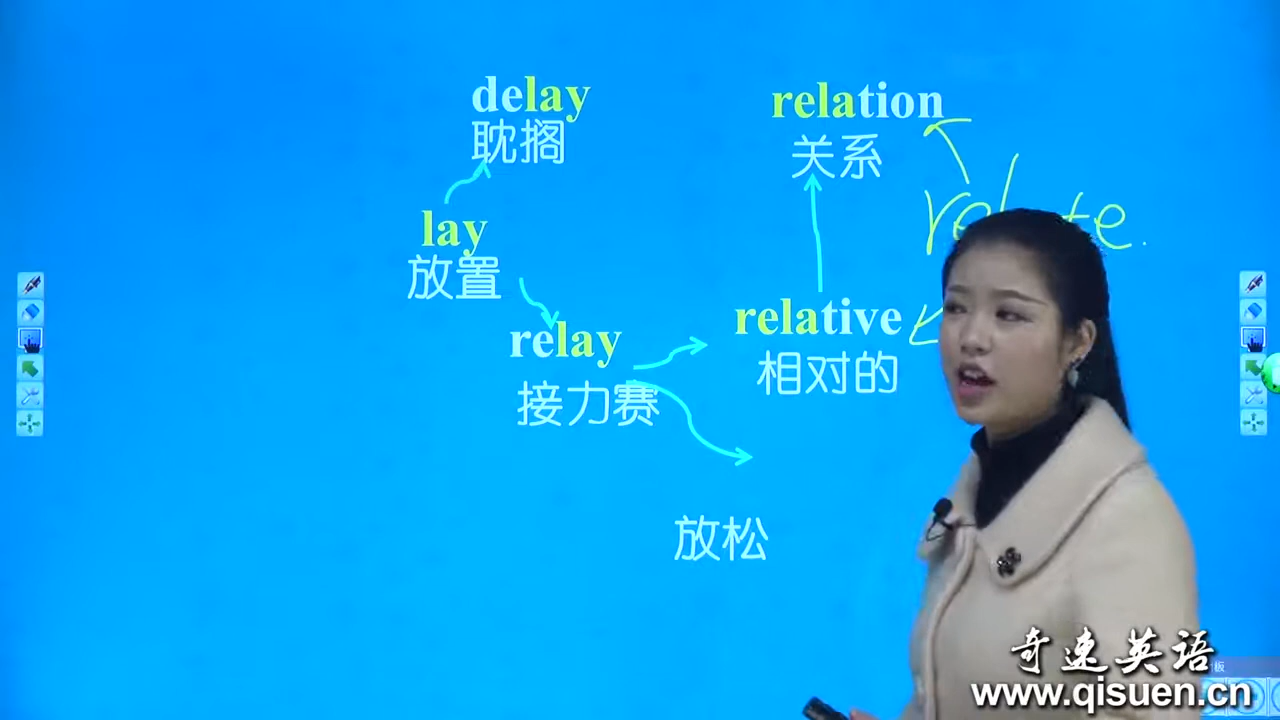 delay
耽搁
relation
关系
lay
放置
relay
接力赛
relative
相对的
放松
奇速英语
www.qisuen.cn